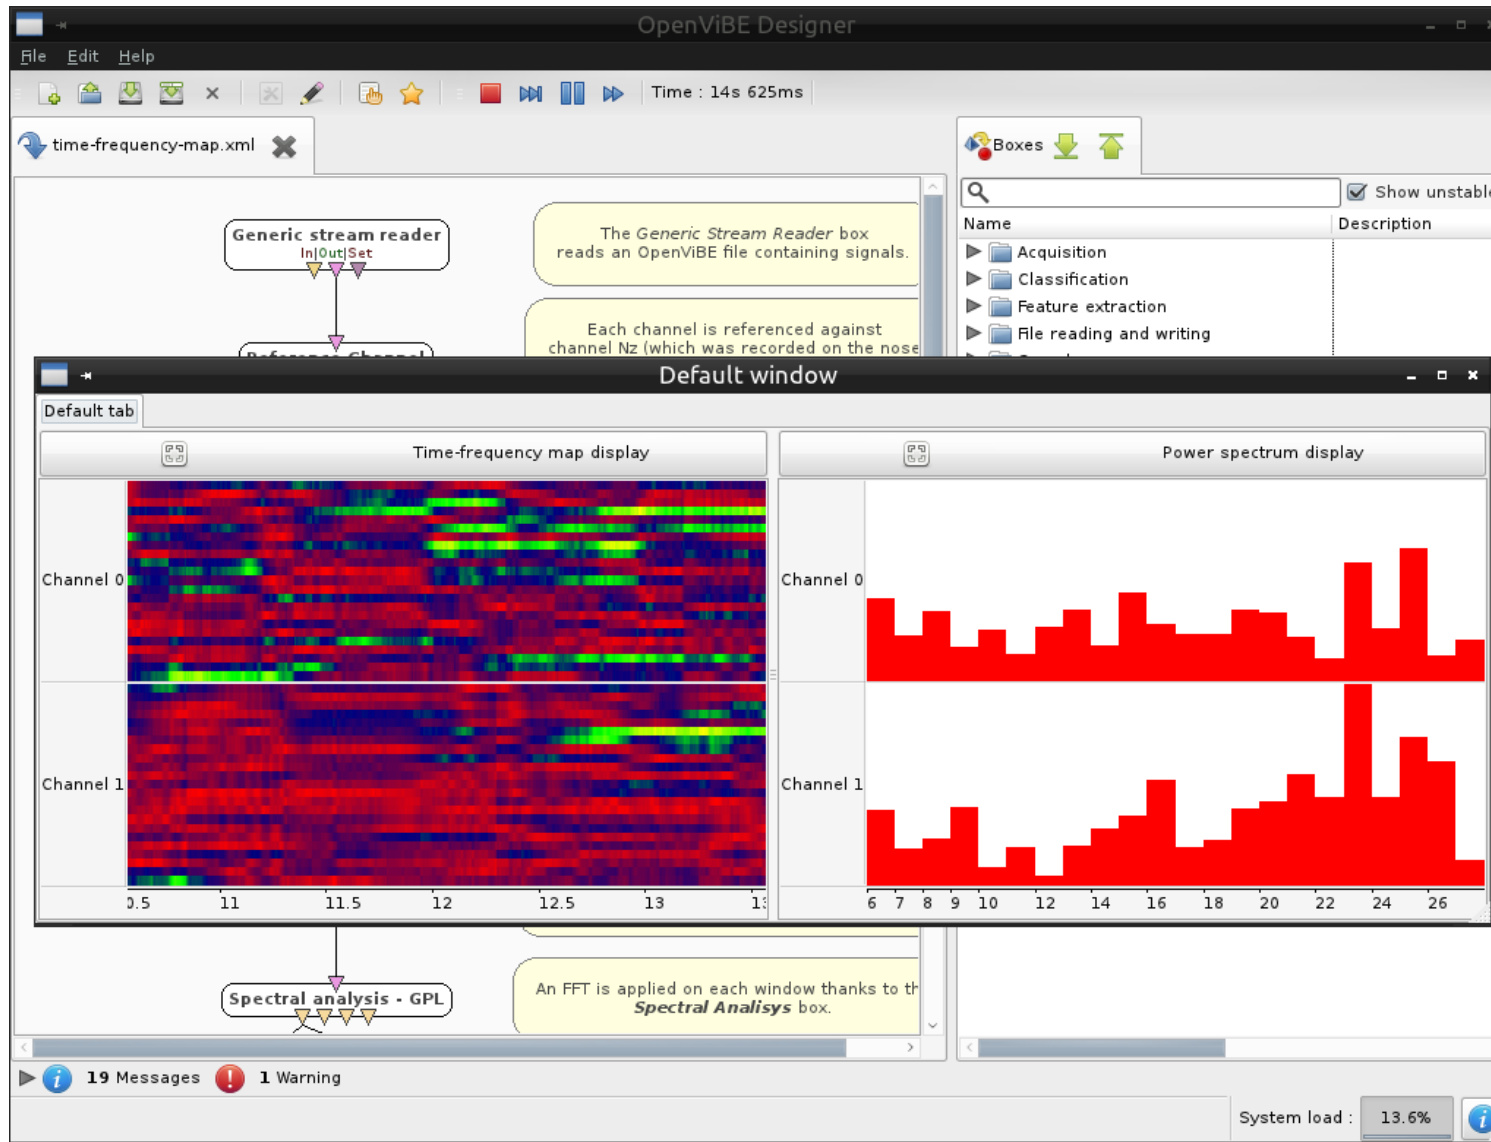 OpenViBE Designer
File Edit Help
Time : 14s 625ms
time-frequency-map.xml
Boxes
Show unstable
Name Description
Acquisition
Classification
Feature extraction
File reading and writing
Generic stream reader
In|Out|Set
The Generic Stream Reader box
reads an OpenViBE file containing signals.
Each channel is referenced against
channel Nz (which was recorded on the nose
Reference Channel
Default window
Default tab
Time-frequency map display
Power spectrum display
Channel 0
Channel 0
Channel 1
Channel 1
0.5 11 11.5 12 12.5 13
6 7 8 9 10 12 14 16 18 20 22 24 26
Spectral analysis - GPL
An FFT is applied on each window thanks to th
Spectral Analisys box.
19 Messages 1 Warning
System load : 13.6%